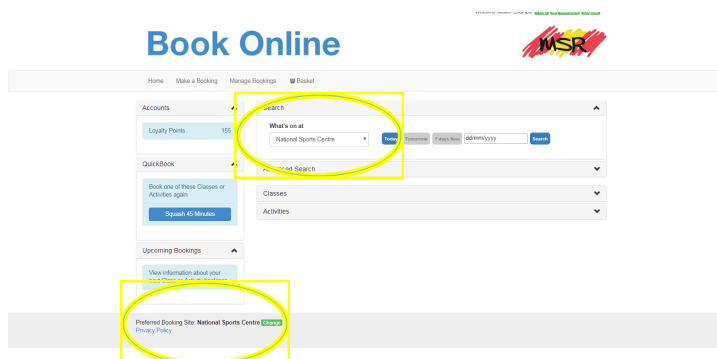 Book Online
MSR
Home Make a Booking Manage Bookings Basket
Accounts
Loyalty Points 155
QuickBook
Book one of these Classes or
Activities again
Squash 45 Minutes
Upcoming Bookings
View information about your
Search
What's on at
National Sports Centre
Today Tomorrow 7 days time dd/mm/yyyy Search
Search
Classes
Activities
Preferred Booking Site: National Sports Centre Change
Privacy Policy